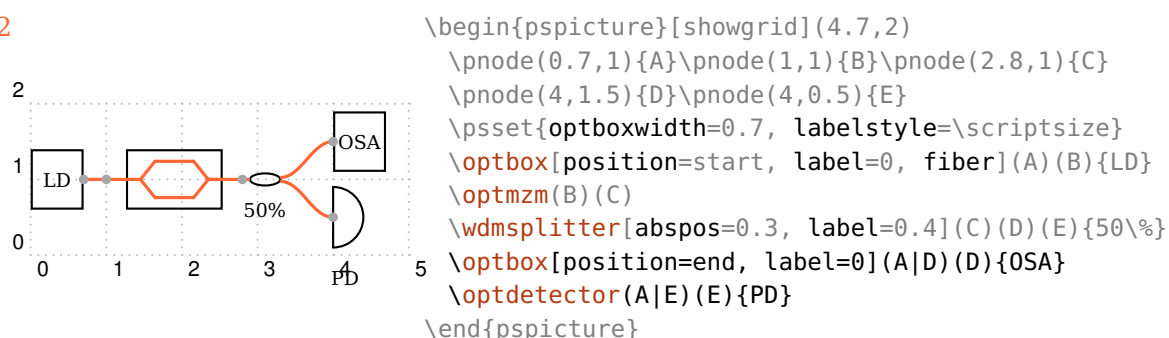 2
2
1
0
0 1 2 3 4 5
LD
50%
OSA
PD
\begin{pspicture}[showgrid](4.7,2)
\pnode(0.7,1){A}\pnode(1,1){B}\pnode(2.8,1){C}
\pnode(4,1.5){D}\pnode(4,0.5){E}
\psset{optboxwidth=0.7, labelstyle=\scriptsize}
\optbox[position=start, label=0, fiber](A)(B){LD}
\optmzm(B)(C)
\wdmsplitter[abspos=0.3, label=0.4](C)(D)(E){50\%}
\optbox[position=end, label=0](A|D)(D){OSA}
\optdetector(A|E)(E){PD}
\end{pspicture}